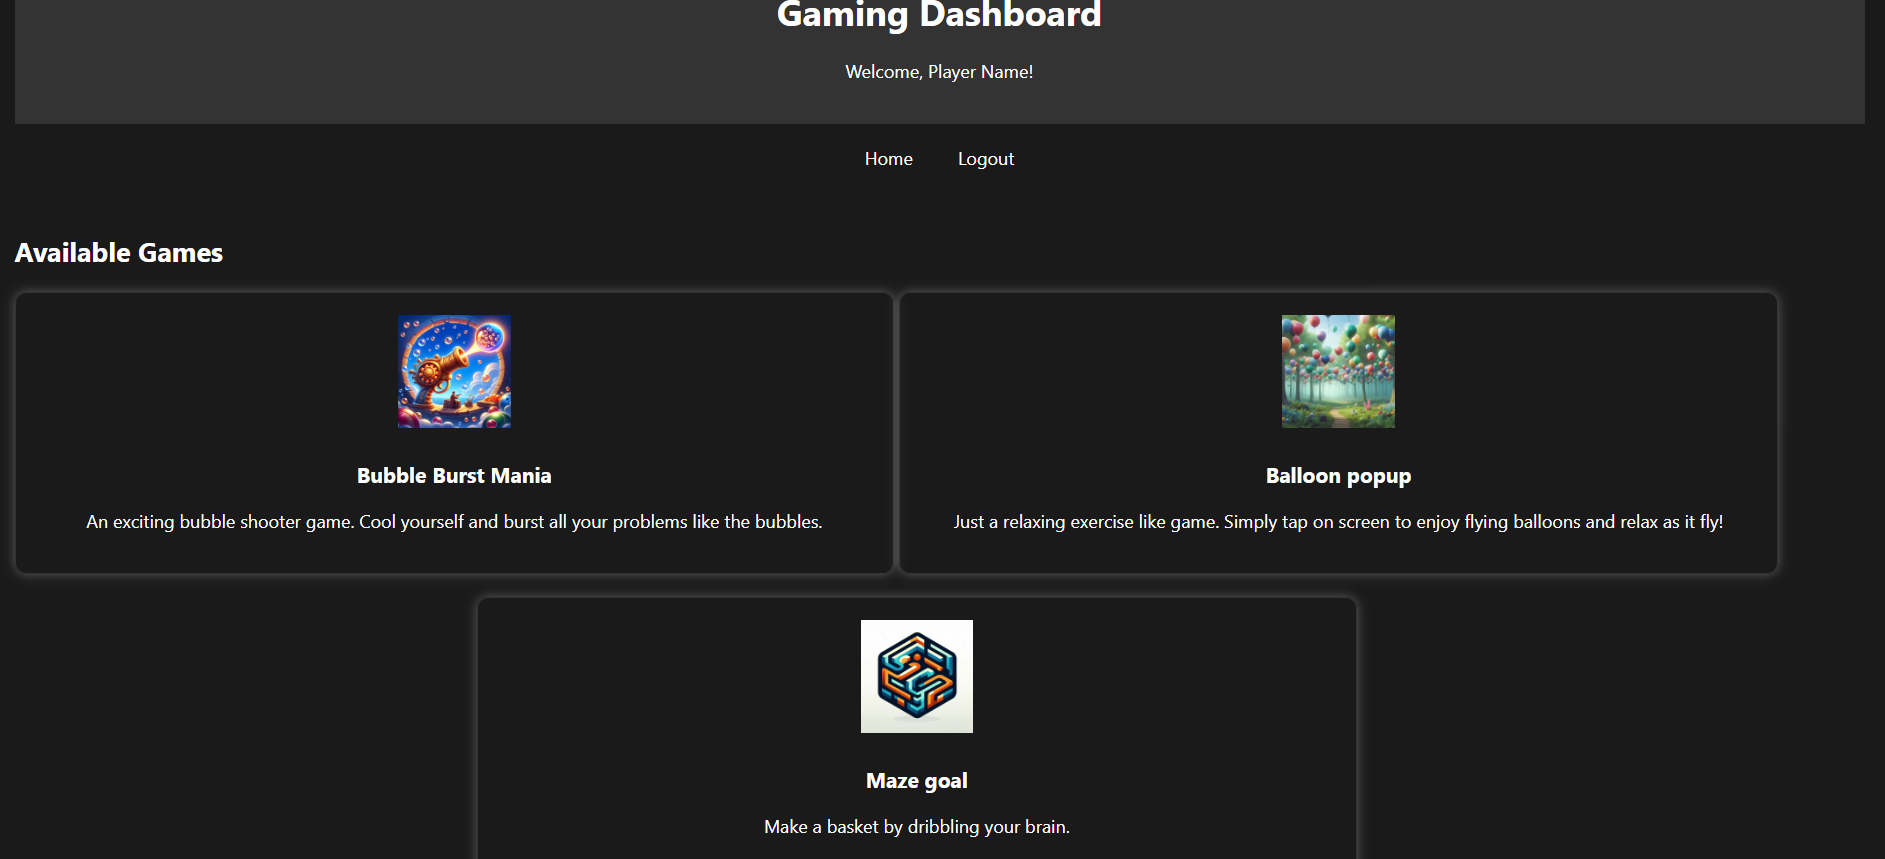 Gaming Dashboard
Welcome, Player Name!
Home Logout
Available Games
Bubble Burst Mania
An exciting bubble shooter game. Cool yourself and burst all your problems like the bubbles.
Balloon popup
Just a relaxing exercise like game. Simply tap on screen to enjoy flying balloons and relax as it fly!
Maze goal
Make a basket by dribbling your brain.